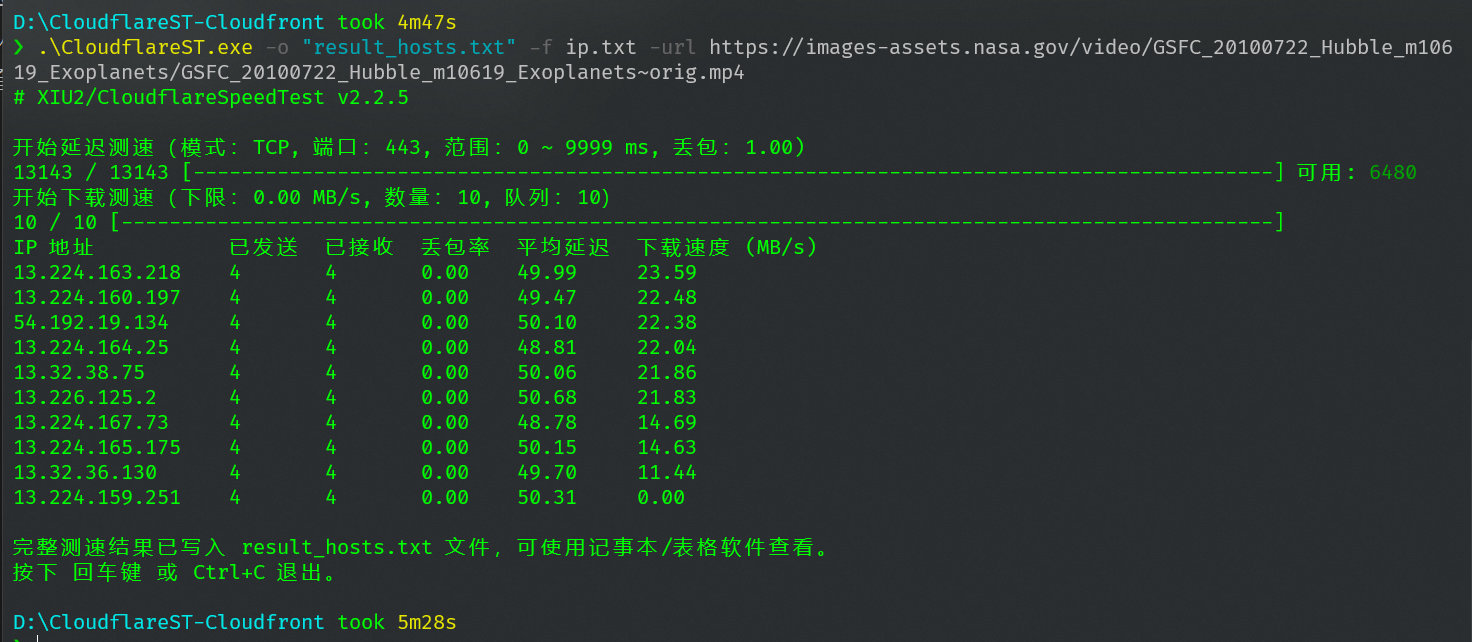 D:\CloudflareST-Cloudfront took 4m47s
❯ .\CloudflareST.exe -o "result_hosts.txt" -f ip.txt -url https://images-assets.nasa.gov/video/GSFC_20100722_Hubble_m106
19_Exoplanets/GSFC_20100722_Hubble_m10619_Exoplanets~orig.mp4
# XIU2/CloudflareSpeedTest v2.2.5
开始延迟测速（模式：TCP, 端口：443, 范围：0 ~ 9999 ms, 丢包：1.00）
13143 / 13143 [------------------------------------------------------------------------------------------] 可用: 6480
开始下载测速（下限：0.00 MB/s, 数量：10, 队列：10）
10 / 10 [------------------------------------------------------------------------------------------------]
IP 地址 已发送 已接收 丢包率 平均延迟 下载速度 (MB/s)
13.224.163.218 4 4 0.00 49.99 23.59
13.224.160.197 4 4 0.00 49.47 22.48
54.192.19.134 4 4 0.00 50.10 22.38
13.224.164.25 4 4 0.00 48.81 22.04
13.32.38.75 4 4 0.00 50.06 21.86
13.226.125.2 4 4 0.00 50.68 21.83
13.224.167.73 4 4 0.00 48.78 14.69
13.224.165.175 4 4 0.00 50.15 14.63
13.32.36.130 4 4 0.00 49.70 11.44
13.224.159.251 4 4 0.00 50.31 0.00
完整测速结果已写入 result_hosts.txt 文件，可使用记事本/表格软件查看。
按下 回车键 或 Ctrl+C 退出。
D:\CloudflareST-Cloudfront took 5m28s